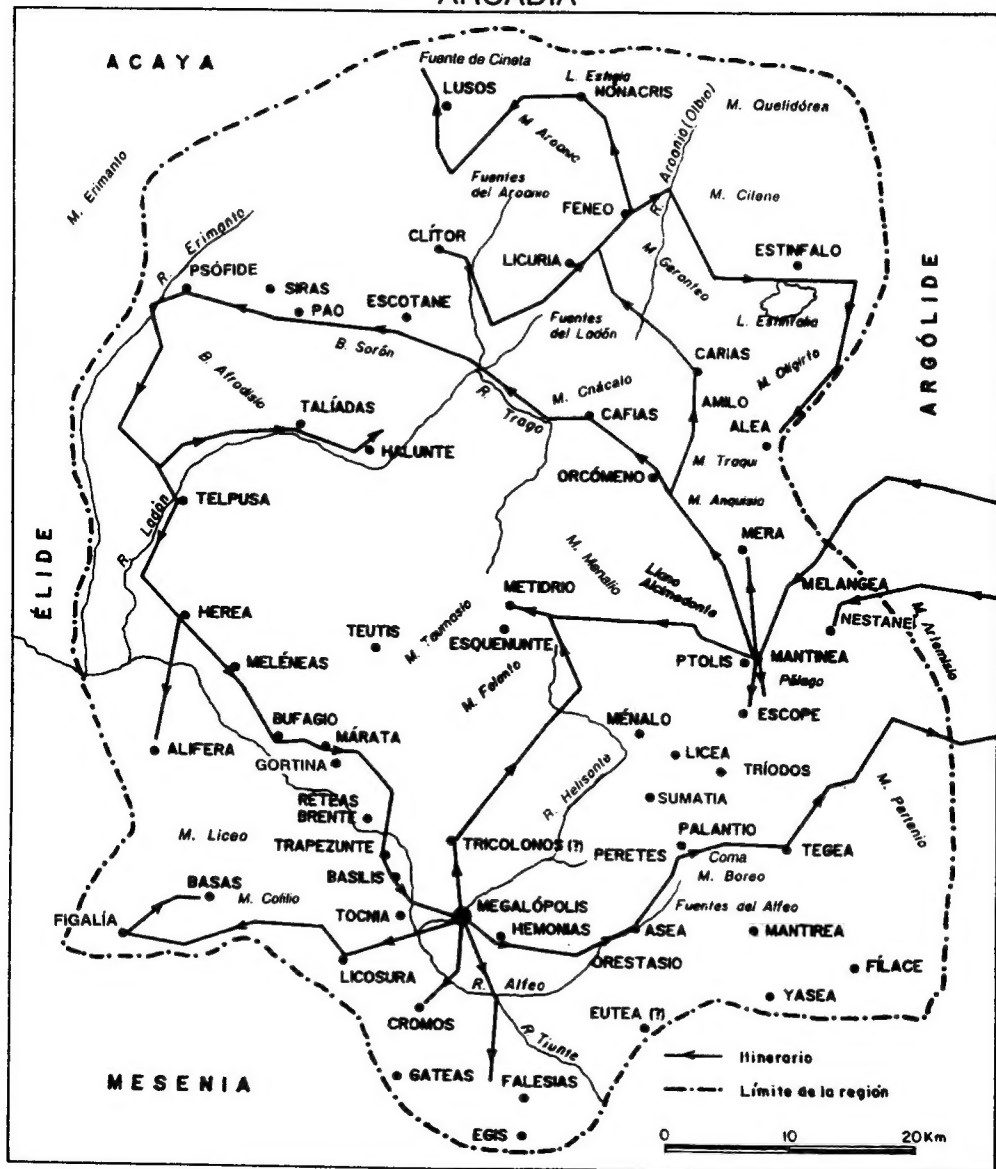 ARCADIA
ACAYA
Fuente de Cineta
LUSOS
L. Estigia
NONACRIS
M. Quelidórea
M. Aroanio
R. Aroanio (Olbio)
M. Erimanto
Fuentes
del Aroanio
M. Cilene
FENEO
R. Erimanto
CLÍTOR
LICURIA
M. Geronteo
ESTINFALO
PSÓFIDE
SIRAS
PAO
ESCOTANE
Fuentes
del Ladón
L. Estinfalia
ARGÓLIDE
B. Sorón
B. Afrodisio
CARIAS
M. Oligirto
M. Cnácalo
R. Trago
AMILO
TALÍADAS
CAFIAS
ALEA
HALUNTE
M. Traqui
ORCÓMENO
M. Anquisio
TELPUSA
R. Ladón
ÉLIDE
MERA
M. Menalio
Llano
Alcimedonte
METIDRIO
MELANGEA
HEREA
NESTANE
M. Artemisio
TEUTIS
M. Taumasio
ESQUENUNTE
MELÉNEAS
PTOLIS
MANTINEA
Pélago
M. Falanto
ESCOPE
BUFAGIO
MÉNALO
MÁRATA
ALIFERA
GORTINA
LICEA
TRÍODOS
R. Helisonte
SUMATIA
M. Partenio
RETEAS
BRENTE
M. Liceo
TRICOLONOS (?)
PALANTIO
TRAPEZUNTE
PERETES
Coma
TEGEA
BASILIS
M. Boreo
BASAS
M. Cotilio
TOCNIA
MEGALÓPOLIS
Fuentes del Alfeo
FIGALÍA
HEMONIAS
ASEA
MANTIREA
LICOSURA
ORESTASIO
FÍLACE
R. Alfeo
YASEA
CROMOS
EUTEA (?)
R. Tiunte
Itinerario
MESENIA
GATEAS
FALESIAS
Límite de la región
EGIS
0 10 20 Km